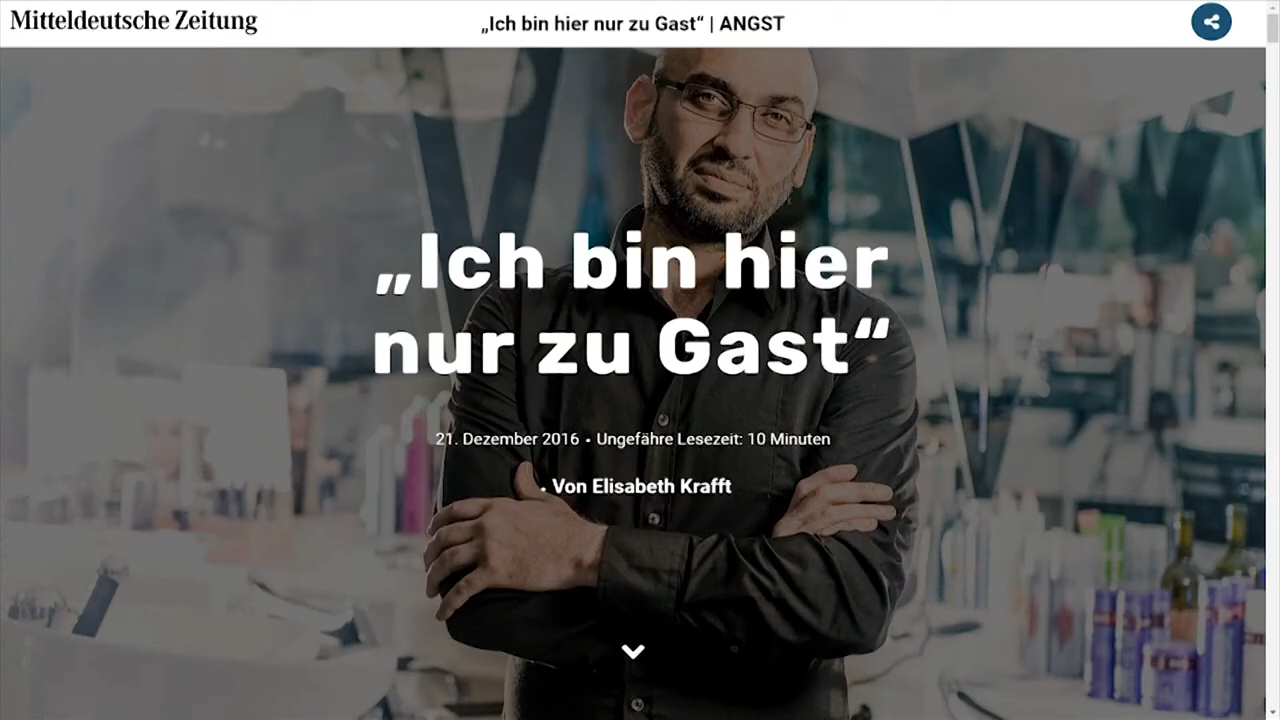 Mitteldeutsche Zeitung
„Ich bin hier nur zu Gast“ | ANGST
„Ich bin hier
nur zu Gast“
21. Dezember 2016 • Ungefähre Lesezeit: 10 Minuten
• Von Elisabeth Krafft